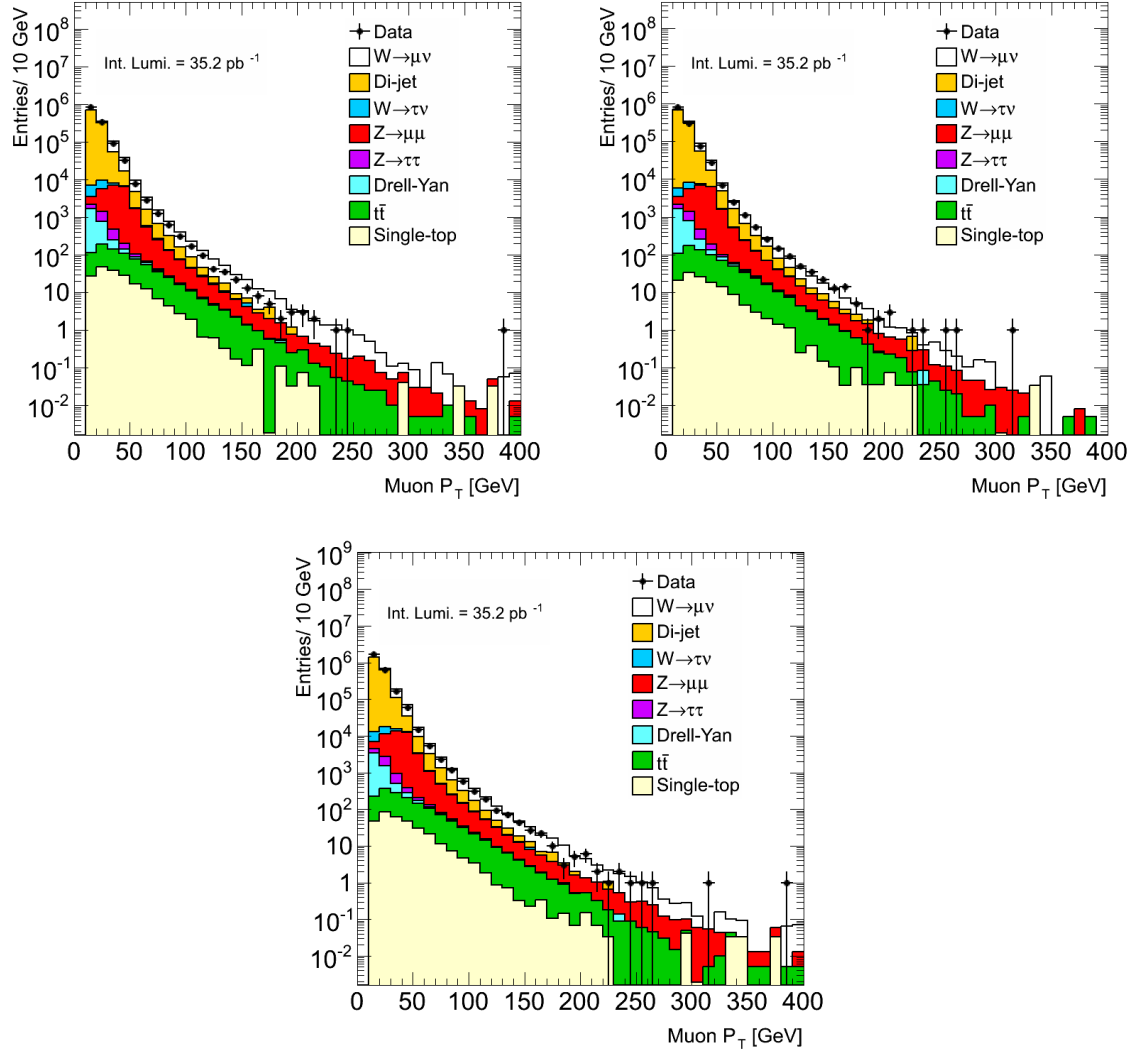 Entries/ 10 GeV
10⁸
10⁷
10⁶
10⁵
10⁴
10³
10²
10
1
10⁻¹
10⁻²
Int. Lumi. = 35.2 pb ⁻¹
Data
W→μν
Di-jet
W→τν
Z→μμ
Z→ττ
Drell-Yan
tt̄
Single-top
0 50 100 150 200 250 300 350 400
Muon P_T [GeV]
Entries/ 10 GeV
10⁸
10⁷
10⁶
10⁵
10⁴
10³
10²
10
1
10⁻¹
10⁻²
Int. Lumi. = 35.2 pb ⁻¹
Data
W→μν
Di-jet
W→τν
Z→μμ
Z→ττ
Drell-Yan
tt̄
Single-top
0 50 100 150 200 250 300 350 400
Muon P_T [GeV]
Entries/ 10 GeV
10⁹
10⁸
10⁷
10⁶
10⁵
10⁴
10³
10²
10
1
10⁻¹
10⁻²
Int. Lumi. = 35.2 pb ⁻¹
Data
W→μν
Di-jet
W→τν
Z→μμ
Z→ττ
Drell-Yan
tt̄
Single-top
0 50 100 150 200 250 300 350 400
Muon P_T [GeV]